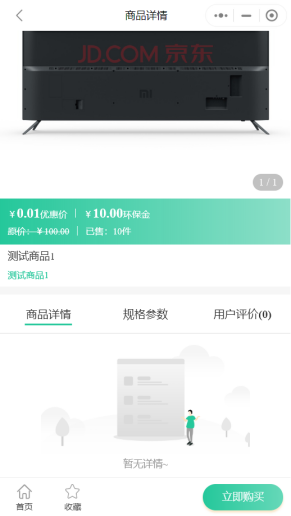 商品详情
JD.COM 京东
1 / 1
￥0.01优惠价 ￥10.00环保金
原价：￥100.00 已售：10件
测试商品1
测试商品1
商品详情 规格参数 用户评价(0)
暂无详情~
首页 收藏 立即购买